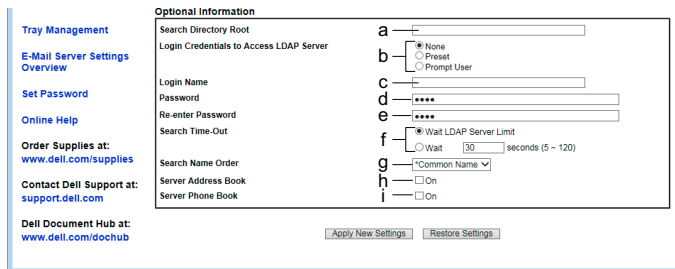 Optional Information
Tray Management
E-Mail Server Settings
Overview
Set Password
Online Help
Order Supplies at:
www.dell.com/supplies
Contact Dell Support at:
support.dell.com
Dell Document Hub at:
www.dell.com/dochub
Search Directory Root a
Login Credentials to Access LDAP Server b None
Preset
Prompt User
Login Name c
Password d ••••
Re-enter Password e ••••
Search Time-Out f Wait LDAP Server Limit
Wait 30 seconds (5 ~ 120)
Search Name Order g *Common Name
Server Address Book h On
Server Phone Book i On
Apply New Settings Restore Settings